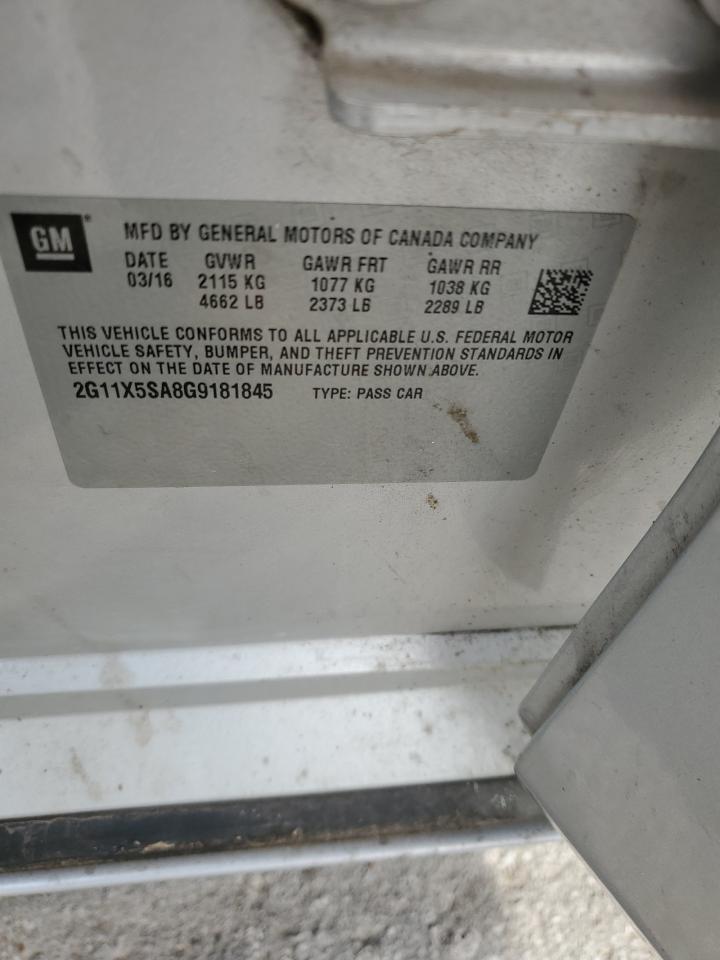 GM®
MFD BY GENERAL MOTORS OF CANADA COMPANY
DATE GVWR GAWR FRT GAWR RR
03/16 2115 KG 1077 KG 1038 KG
4662 LB 2373 LB 2289 LB
THIS VEHICLE CONFORMS TO ALL APPLICABLE U.S. FEDERAL MOTOR
VEHICLE SAFETY, BUMPER, AND THEFT PREVENTION STANDARDS IN
EFFECT ON THE DATE OF MANUFACTURE SHOWN ABOVE.
2G11X5SA8G9181845 TYPE: PASS CAR